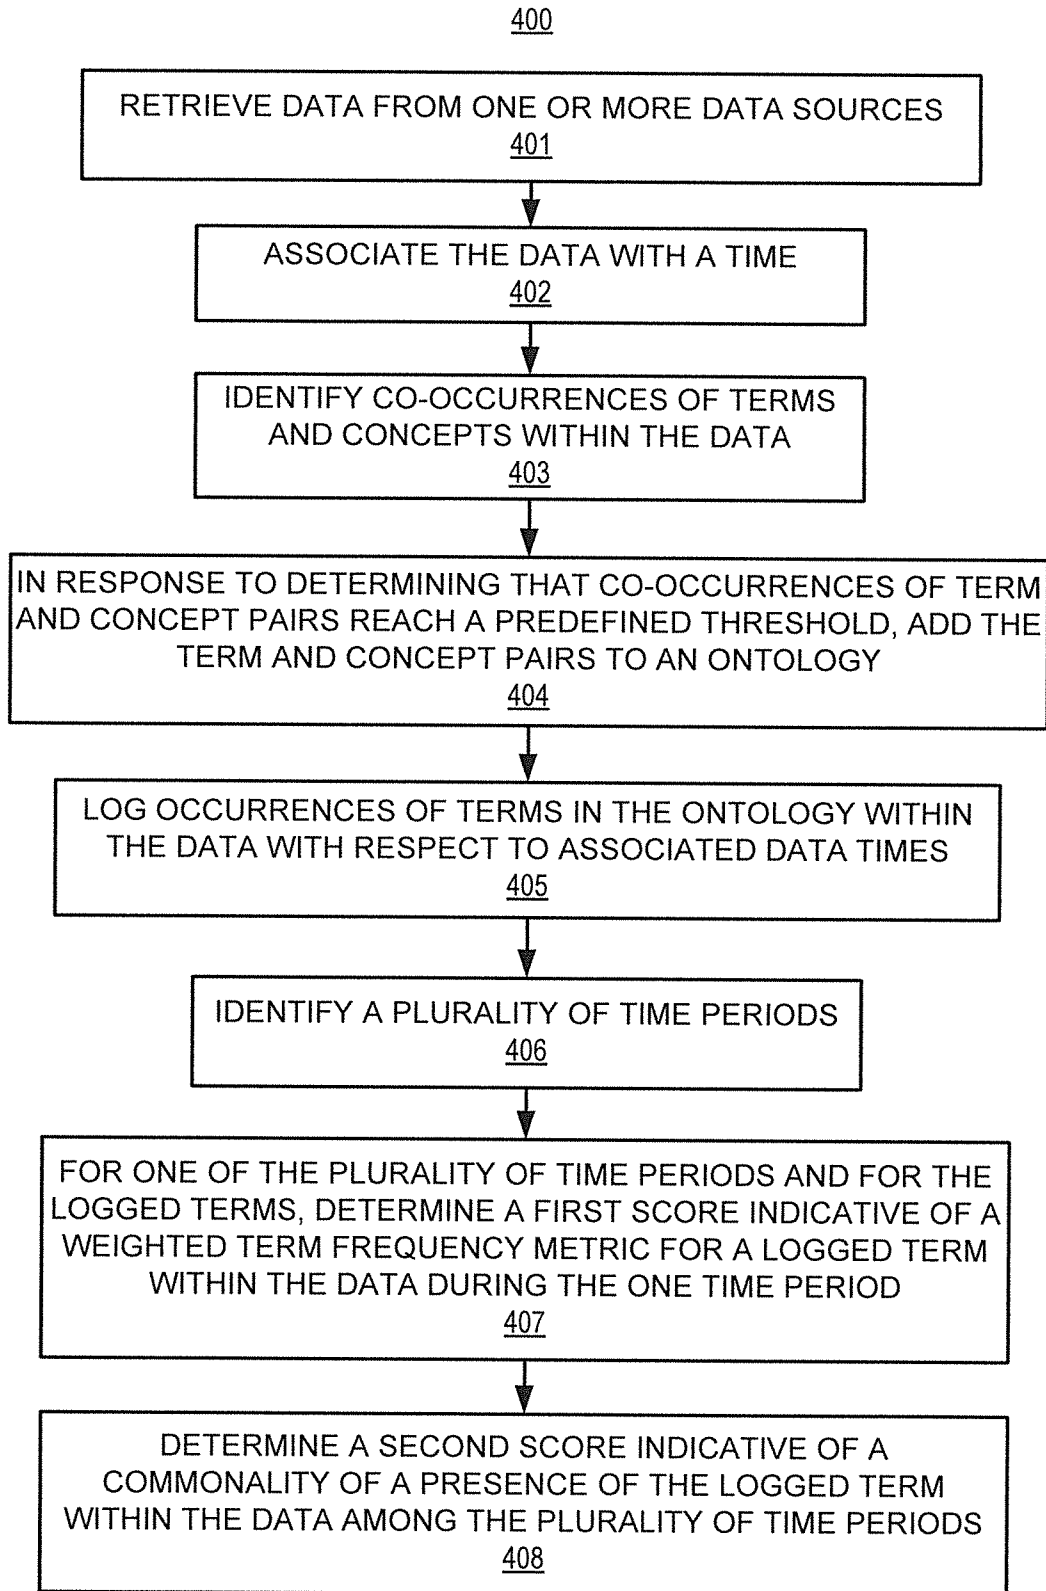 400
RETRIEVE DATA FROM ONE OR MORE DATA SOURCES
401
ASSOCIATE THE DATA WITH A TIME
402
IDENTIFY CO-OCCURRENCES OF TERMS
AND CONCEPTS WITHIN THE DATA
403
IN RESPONSE TO DETERMINING THAT CO-OCCURRENCES OF TERM
AND CONCEPT PAIRS REACH A PREDEFINED THRESHOLD, ADD THE
TERM AND CONCEPT PAIRS TO AN ONTOLOGY
404
LOG OCCURRENCES OF TERMS IN THE ONTOLOGY WITHIN
THE DATA WITH RESPECT TO ASSOCIATED DATA TIMES
405
IDENTIFY A PLURALITY OF TIME PERIODS
406
FOR ONE OF THE PLURALITY OF TIME PERIODS AND FOR THE
LOGGED TERMS, DETERMINE A FIRST SCORE INDICATIVE OF A
WEIGHTED TERM FREQUENCY METRIC FOR A LOGGED TERM
WITHIN THE DATA DURING THE ONE TIME PERIOD
407
DETERMINE A SECOND SCORE INDICATIVE OF A
COMMONALITY OF A PRESENCE OF THE LOGGED TERM
WITHIN THE DATA AMONG THE PLURALITY OF TIME PERIODS
408